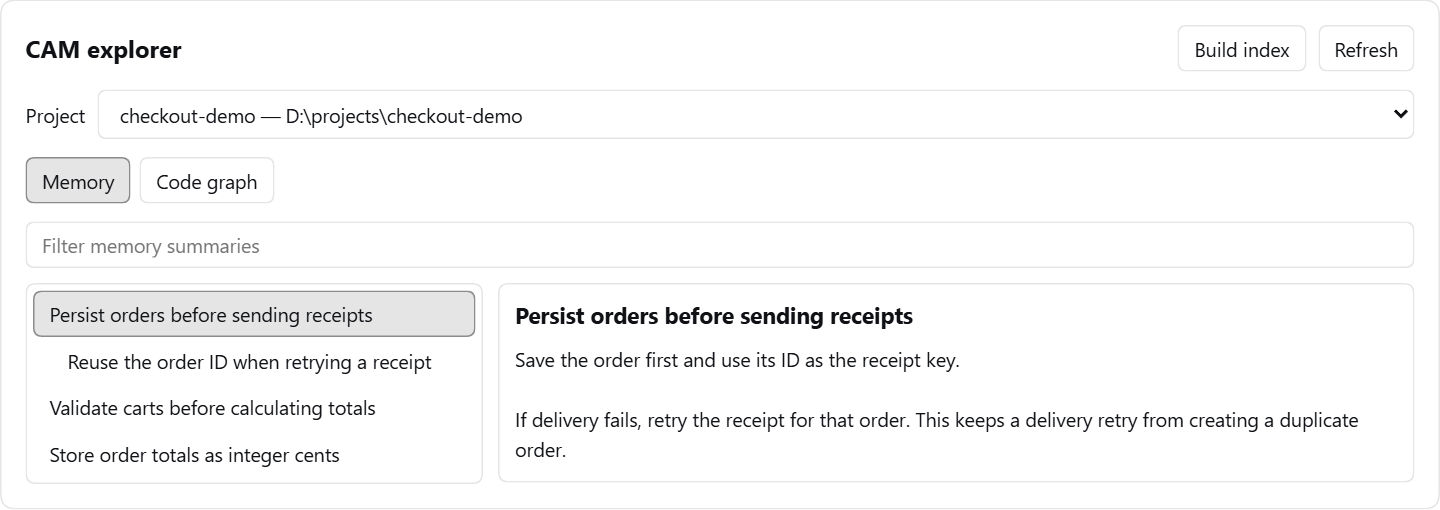 CAM explorer
Build index
Refresh
Project
checkout-demo — D:\projects\checkout-demo
Memory
Code graph
Filter memory summaries
Persist orders before sending receipts
Reuse the order ID when retrying a receipt
Validate carts before calculating totals
Store order totals as integer cents
Persist orders before sending receipts
Save the order first and use its ID as the receipt key.
If delivery fails, retry the receipt for that order. This keeps a delivery retry from creating a duplicate
order.